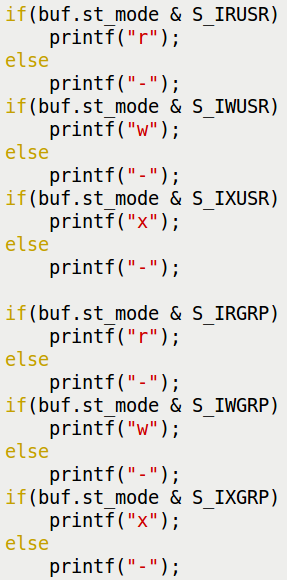 if(buf.st_mode & S_IRUSR)
    printf("r");
else
    printf("-");
if(buf.st_mode & S_IWUSR)
    printf("w");
else
    printf("-");
if(buf.st_mode & S_IXUSR)
    printf("x");
else
    printf("-");

if(buf.st_mode & S_IRGRP)
    printf("r");
else
    printf("-");
if(buf.st_mode & S_IWGRP)
    printf("w");
else
    printf("-");
if(buf.st_mode & S_IXGRP)
    printf("x");
else
    printf("-");